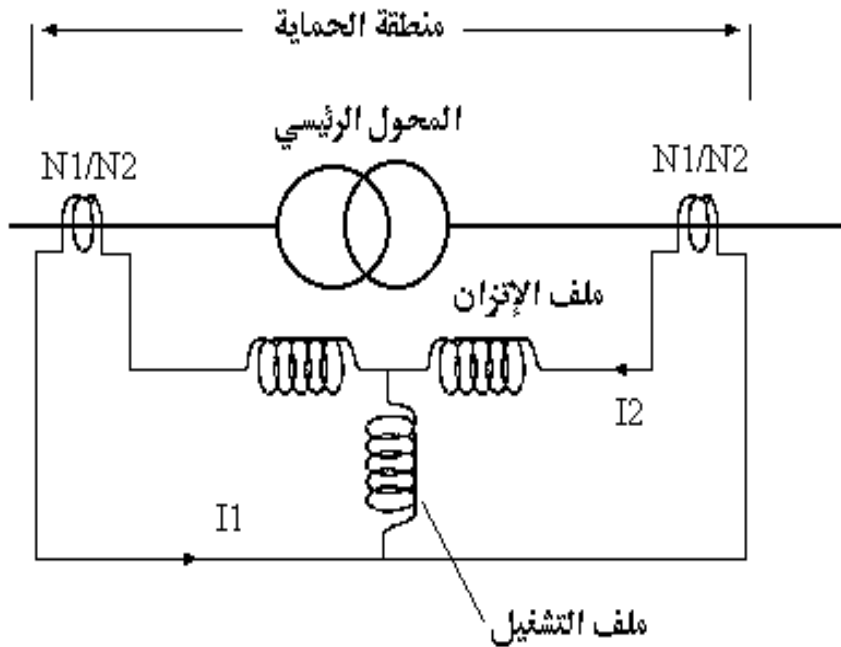 منطقة الحماية
المحول الرئيسي
N1/N2
N1/N2
ملف الإتزان
I2
I1
ملف التشغيل